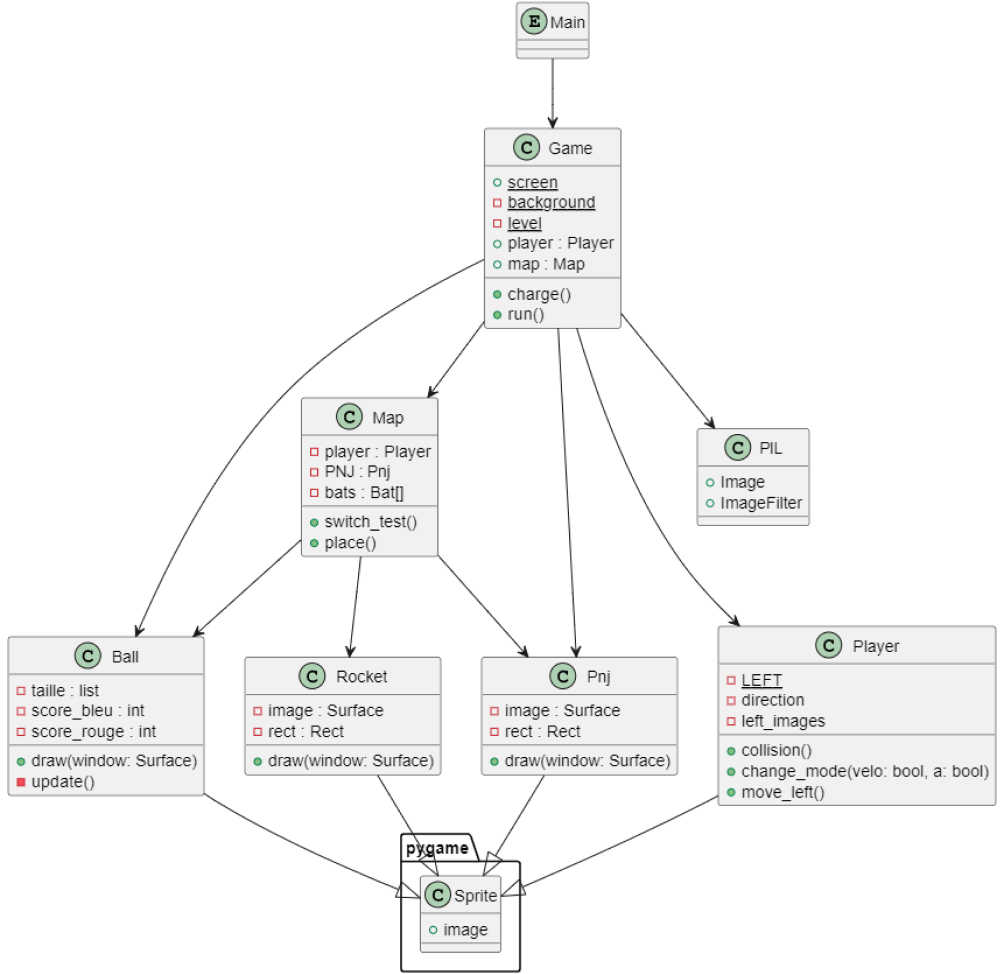 E Main
C Game
screen
background
level
player : Player
map : Map
charge()
run()
C Map
player : Player
PNJ : Pnj
bats : Bat[]
switch_test()
place()
C PIL
Image
ImageFilter
C Ball
taille : list
score_bleu : int
score_rouge : int
draw(window: Surface)
update()
C Rocket
image : Surface
rect : Rect
draw(window: Surface)
C Pnj
image : Surface
rect : Rect
draw(window: Surface)
C Player
LEFT
direction
left_images
collision()
change_mode(velo: bool, a: bool)
move_left()
pygame
C Sprite
image